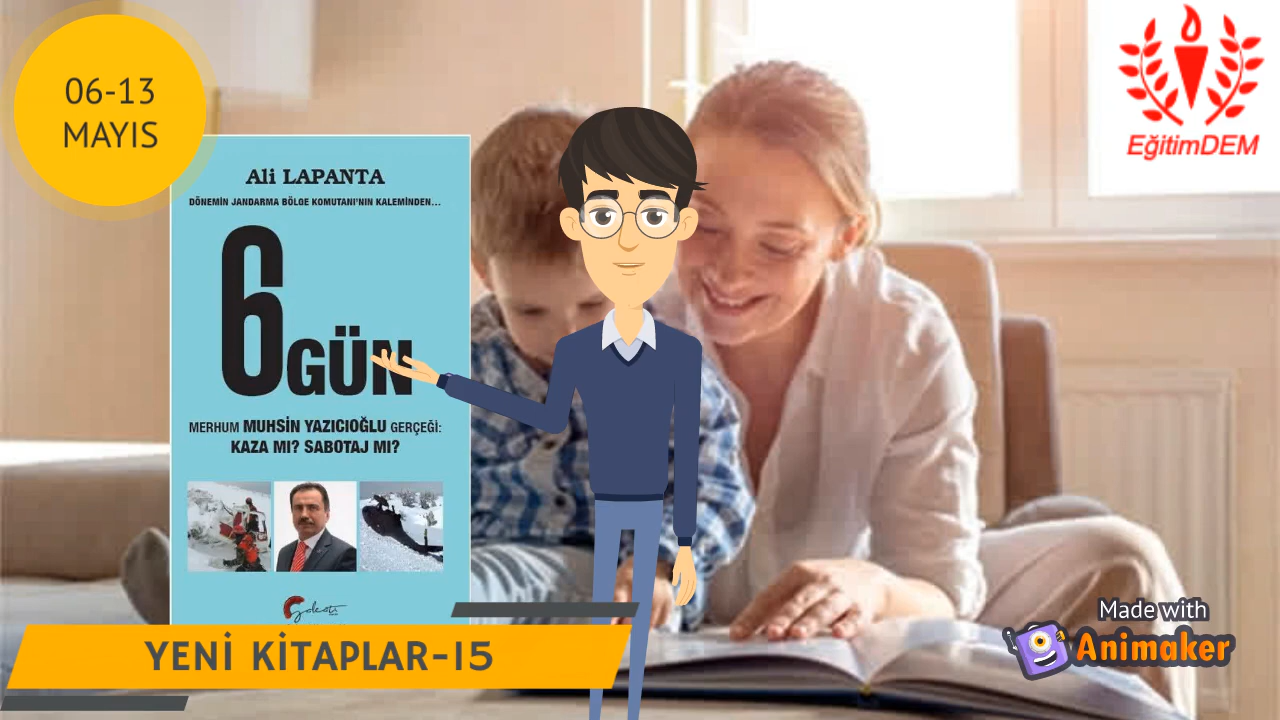 06-13
MAYIS
EğitimDEM
Ali LAPANTA
DÖNEMİN JANDARMA BÖLGE KOMUTANI'NIN KALEMİNDEN...
6 GÜN
MERHUM MUHSİN YAZICIOĞLU GERÇEĞİ:
KAZA MI? SABOTAJ MI?
YENİ KİTAPLAR-15
Made with
Animaker